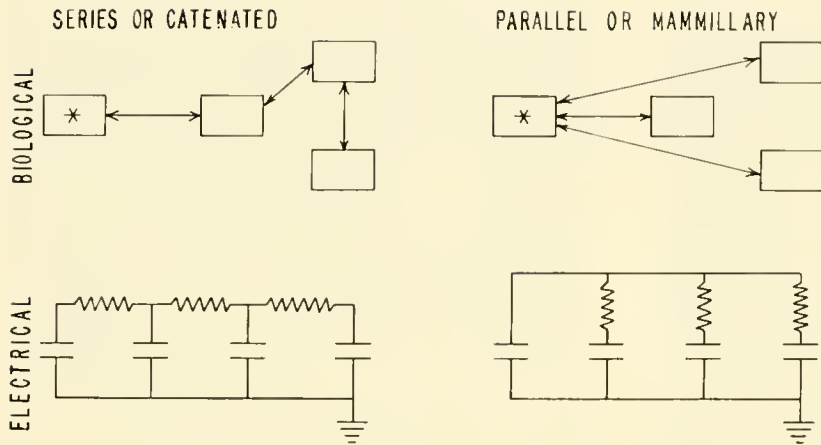 SERIES OR CATENATED
PARALLEL OR MAMMILLARY
BIOLOGICAL
*
*
ELECTRICAL